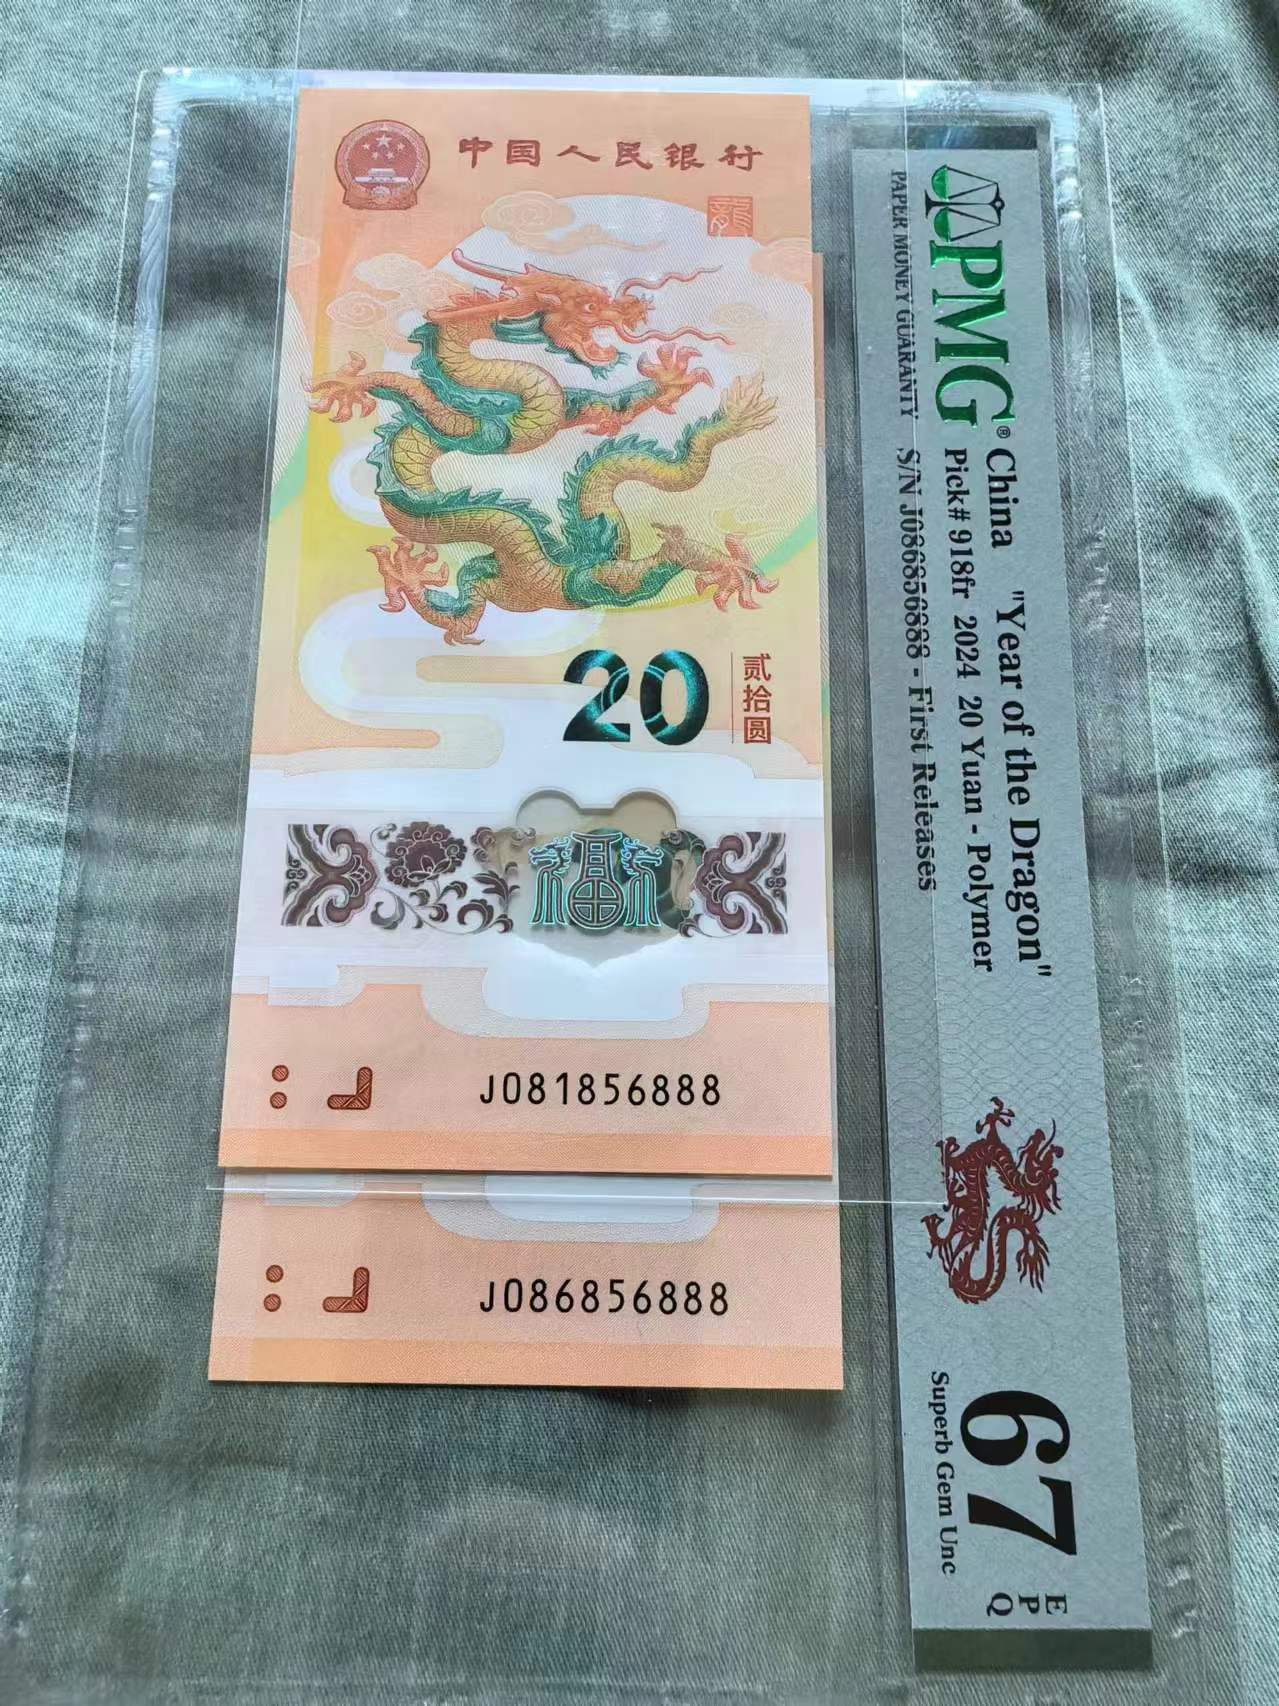 中国人民银行
龍
20
贰拾圆
J081856888
J086856888
PMG®
PAPER MONEY GUARANTY
China "Year of the Dragon"
Pick# 918fr 2024 20 Yuan - Polymer
S/N J086856888 - First Releases
67
EPQ
Superb Gem Unc